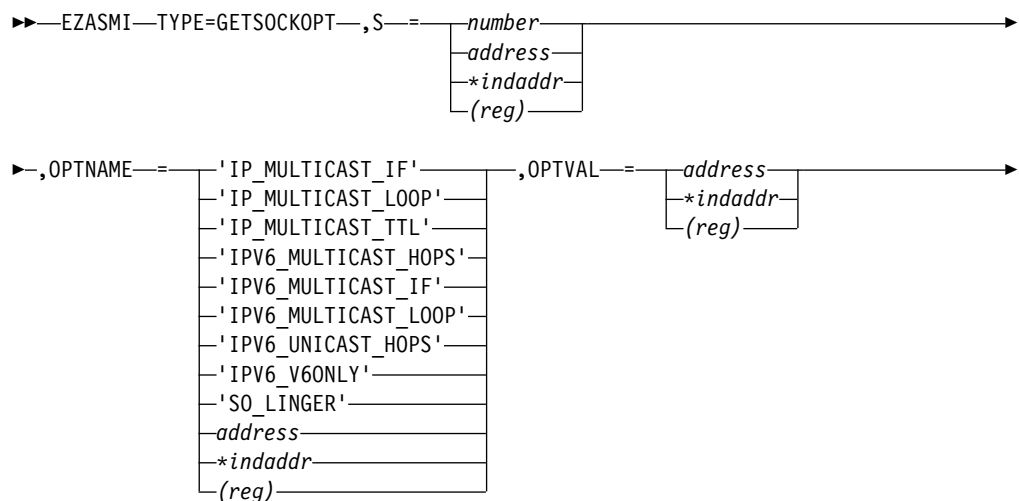 EZASMI TYPE=GETSOCKOPT ,S = number
address
*indaddr
(reg)
,OPTNAME = 'IP_MULTICAST_IF' ,OPTVAL = address
'IP_MULTICAST_LOOP' *indaddr
'IP_MULTICAST_TTL' (reg)
'IPV6_MULTICAST_HOPS'
'IPV6_MULTICAST_IF'
'IPV6_MULTICAST_LOOP'
'IPV6_UNICAST_HOPS'
'IPV6_V6ONLY'
'SO_LINGER'
address
*indaddr
(reg)